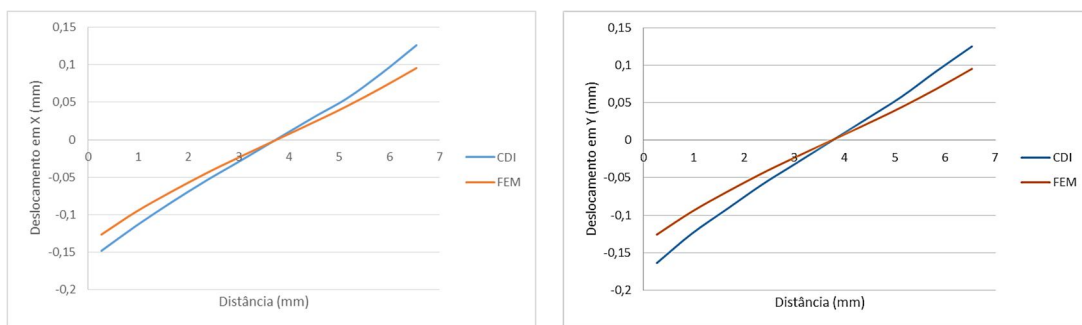 0,15
0,1
0,05
0
-0,05
-0,1
-0,15
-0,2
0 1 2 3 4 5 6 7
Deslocamento em X (mm)
Distância (mm)
CDI
FEM
0,15
0,1
0,05
0
-0,05
-0,1
-0,15
-0,2
0 1 2 3 4 5 6 7
Deslocamento em Y (mm)
Distância (mm)
CDI
FEM